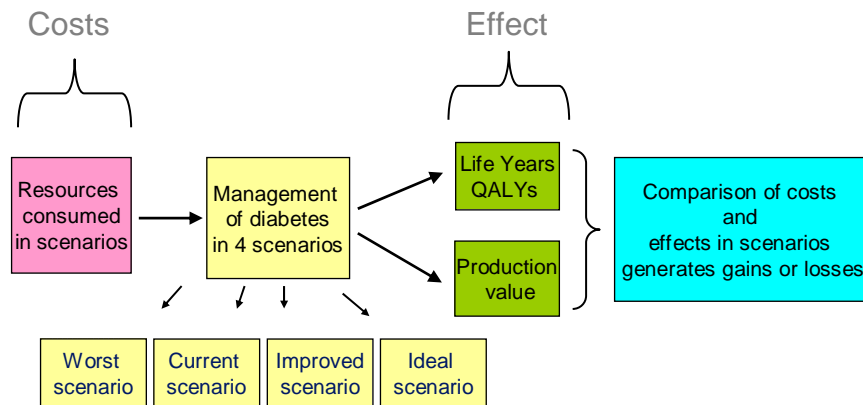 Costs
Effect
Resources
consumed
in scenarios
Management
of diabetes
in 4 scenarios
Life Years
QALYs
Production
value
Comparison of costs
and
effects in scenarios
generates gains or losses
Worst
scenario
Current
scenario
Improved
scenario
Ideal
scenario